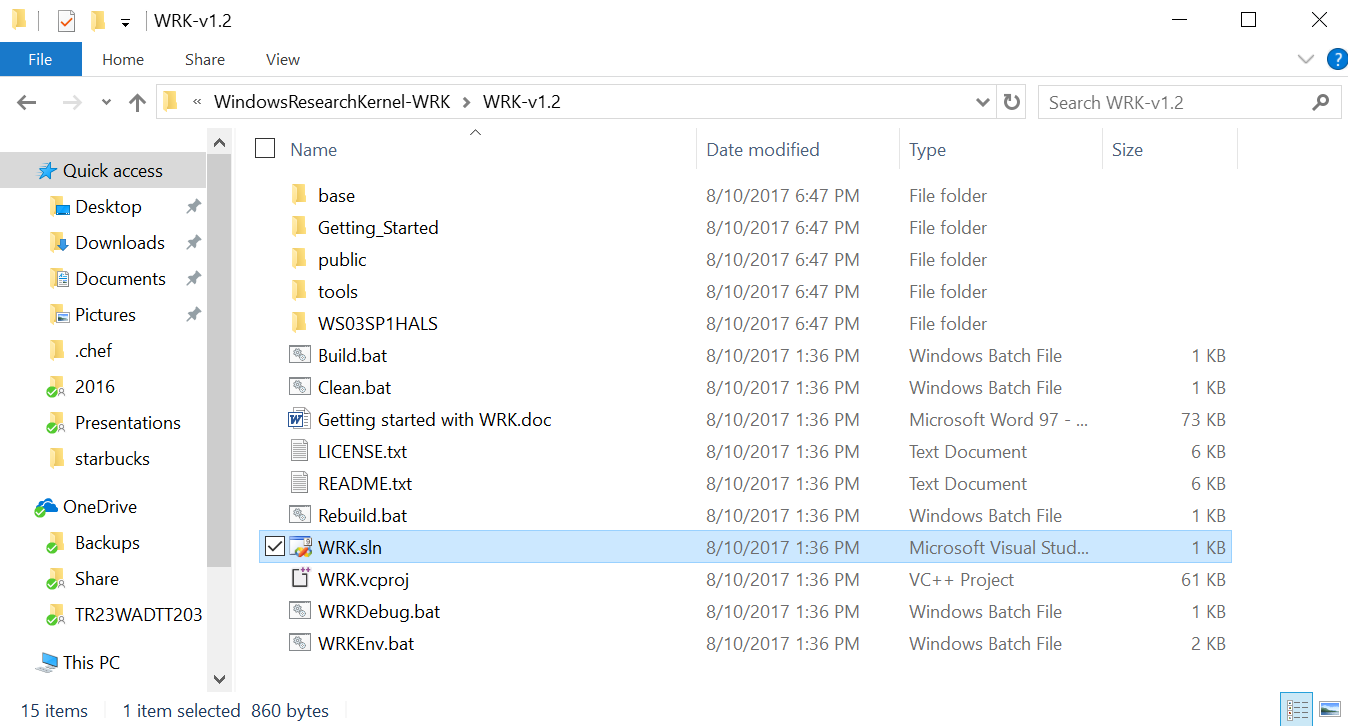 WRK-v1.2
File Home Share View
« WindowsResearchKernel-WRK > WRK-v1.2 Search WRK-v1.2
Name Date modified Type Size
Quick access
Desktop
Downloads
Documents
Pictures
.chef
2016
Presentations
starbucks
OneDrive
Backups
Share
TR23WADTT203
This PC
base 8/10/2017 6:47 PM File folder
Getting_Started 8/10/2017 6:47 PM File folder
public 8/10/2017 6:47 PM File folder
tools 8/10/2017 6:47 PM File folder
WS03SP1HALS 8/10/2017 6:47 PM File folder
Build.bat 8/10/2017 1:36 PM Windows Batch File 1 KB
Clean.bat 8/10/2017 1:36 PM Windows Batch File 1 KB
Getting started with WRK.doc 8/10/2017 1:36 PM Microsoft Word 97 - ... 73 KB
LICENSE.txt 8/10/2017 1:36 PM Text Document 6 KB
README.txt 8/10/2017 1:36 PM Text Document 6 KB
Rebuild.bat 8/10/2017 1:36 PM Windows Batch File 1 KB
WRK.sln 8/10/2017 1:36 PM Microsoft Visual Stud... 1 KB
WRK.vcproj 8/10/2017 1:36 PM VC++ Project 61 KB
WRKDebug.bat 8/10/2017 1:36 PM Windows Batch File 1 KB
WRKEnv.bat 8/10/2017 1:36 PM Windows Batch File 2 KB
15 items 1 item selected 860 bytes